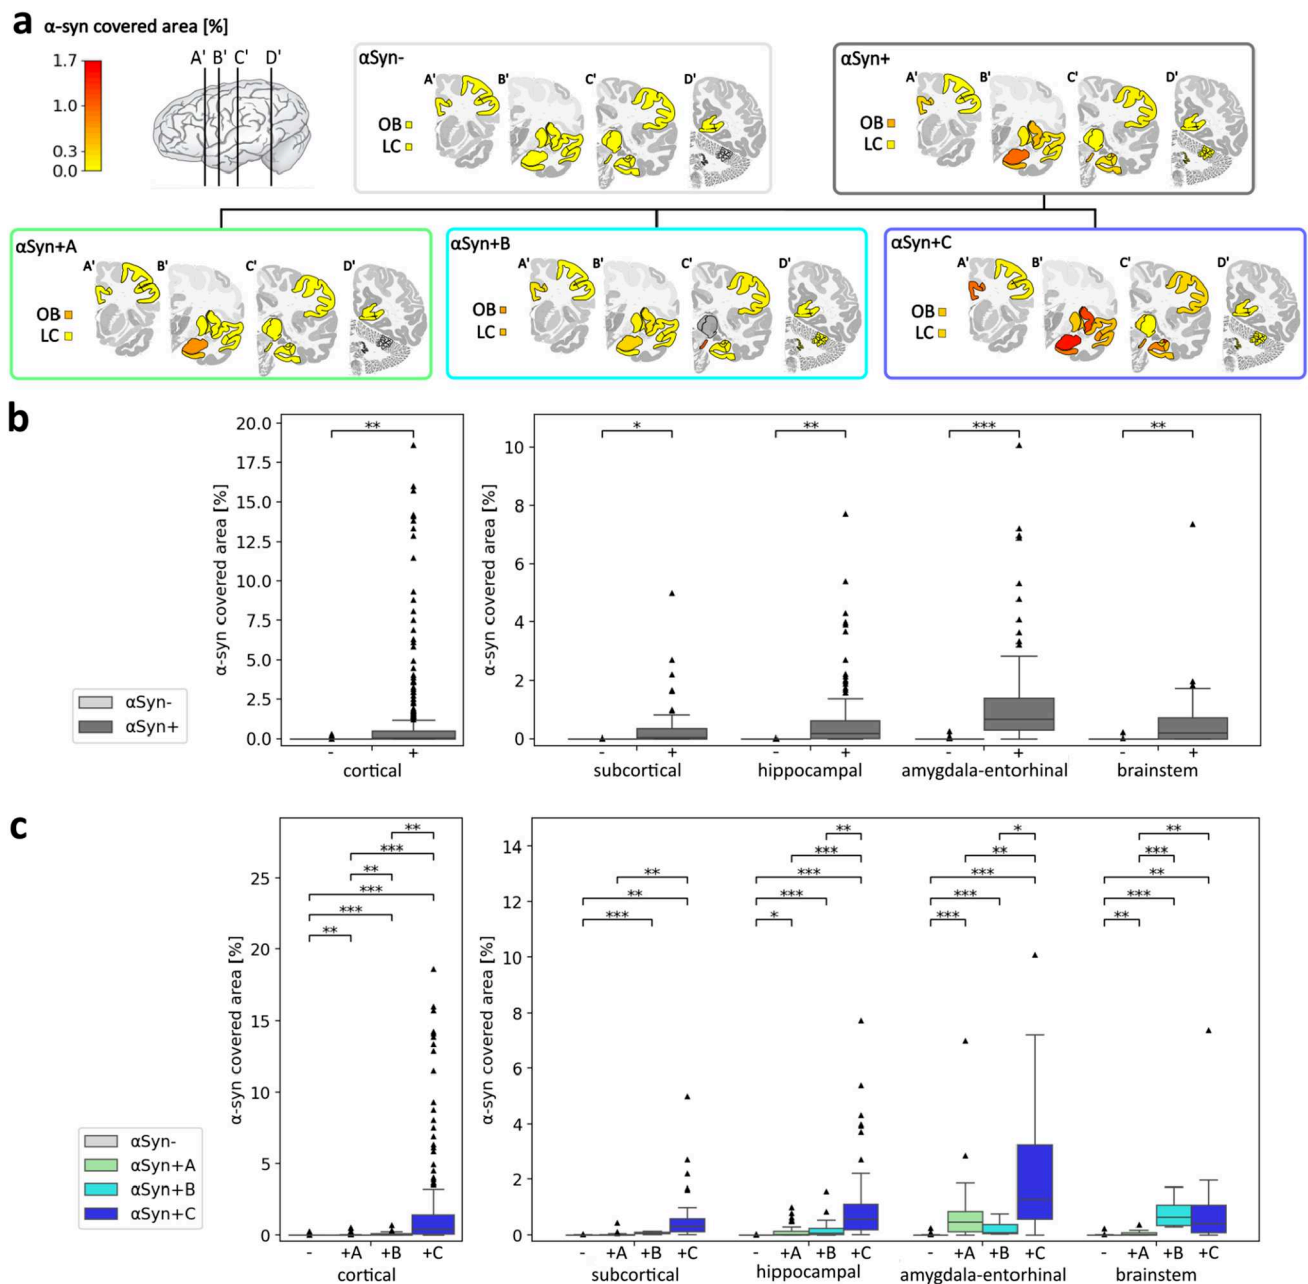 a
α-syn covered area [%]
1.7
1.0
0.3
0.0
A' B' C' D'
αSyn-
A' B' C' D'
OB
LC
αSyn+
A' B' C' D'
OB
LC
αSyn+A
A' B' C' D'
OB
LC
αSyn+B
A' B' C' D'
OB
LC
αSyn+C
A' B' C' D'
OB
LC
b
α-syn covered area [%]
20.0
17.5
15.0
12.5
10.0
7.5
5.0
2.5
0.0
**
- +
cortical
α-syn covered area [%]
10
8
6
4
2
0
* ** *** **
- + - + - + - +
subcortical hippocampal amygdala-entorhinal brainstem
αSyn-
αSyn+
c
α-syn covered area [%]
25
20
15
10
5
0
**
***
**
***
***
**
- +A +B +C
cortical
α-syn covered area [%]
14
12
10
8
6
4
2
0
** * **
*** ** ***
** *** *** **
** *** *** ***
*** * *** **
- +A +B +C - +A +B +C - +A +B +C - +A +B +C
subcortical hippocampal amygdala-entorhinal brainstem
αSyn-
αSyn+A
αSyn+B
αSyn+C